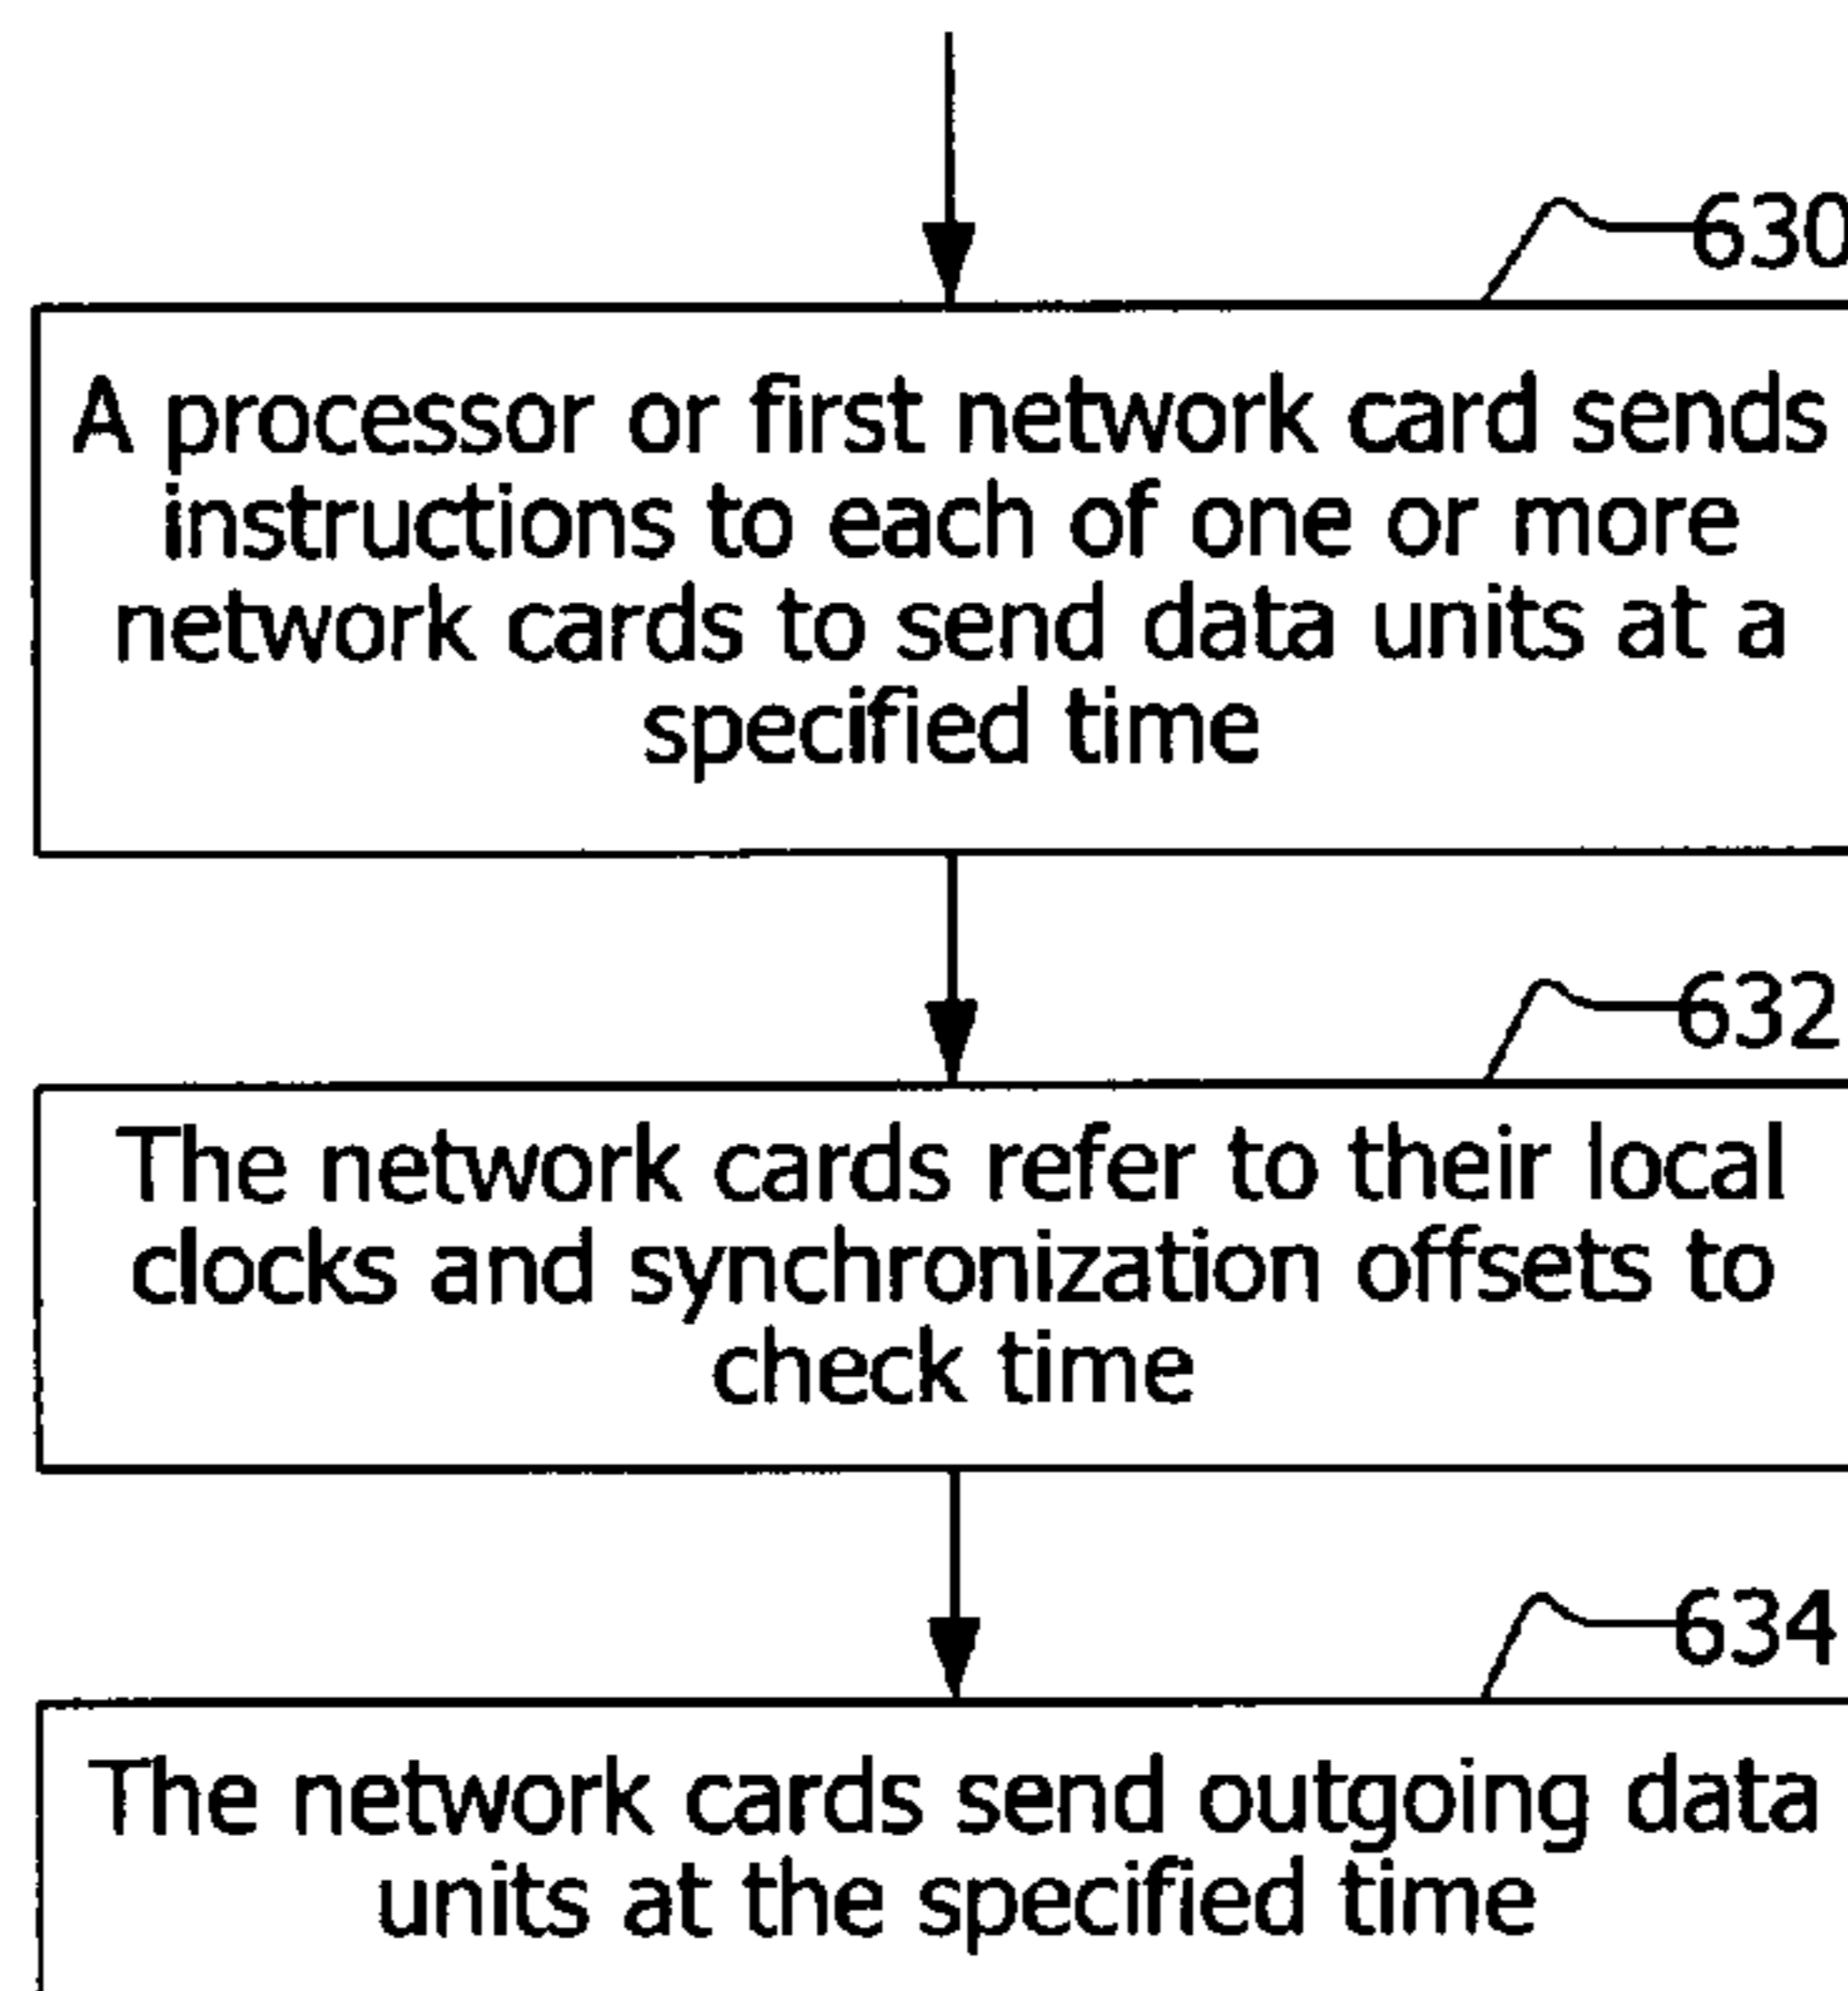 630
A processor or first network card sends
instructions to each of one or more
network cards to send data units at a
specified time
632
The network cards refer to their local
clocks and synchronization offsets to
check time
634
The network cards send outgoing data
units at the specified time